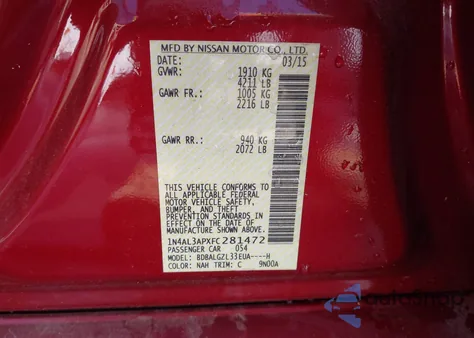 MFD BY NISSAN MOTOR CO., LTD.
DATE: 03/15
GVWR: 1910 KG
4211 LB
GAWR FR: 1005 KG
2216 LB
GAWR RR: 940 KG
2072 LB
THIS VEHICLE CONFORMS TO
ALL APPLICABLE FEDERAL
MOTOR VEHICLE SAFETY,
BUMPER, AND THEFT
PREVENTION STANDARDS IN
EFFECT ON THE DATE OF
MANUFACTURE SHOWN ABOVE.
1N4AL3APXFC281472
PASSENGER CAR 054
MODEL: BDBALGZL33EUA----H
COLOR: NAH TRIM: C 9N00A